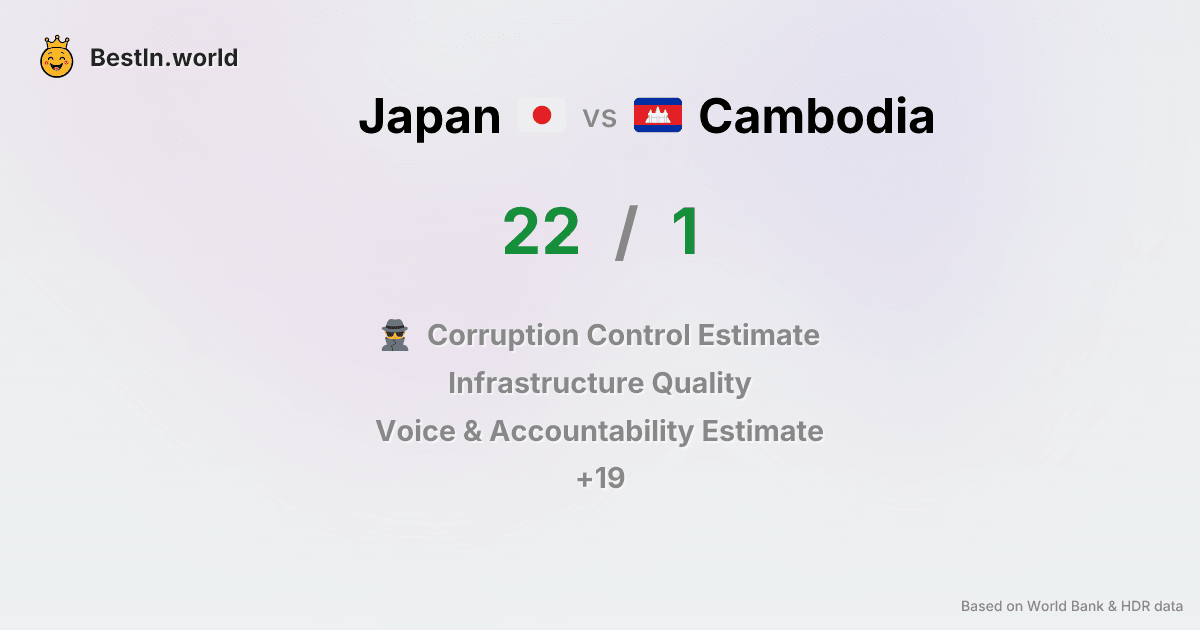 BestIn.world
Japan vs Cambodia
22 / 1
Corruption Control Estimate
Infrastructure Quality
Voice & Accountability Estimate
+19
Based on World Bank & HDR data